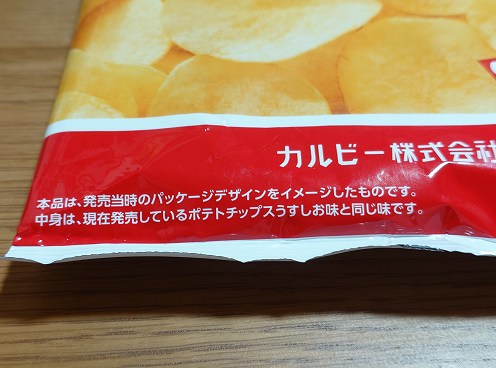 カルビー株式会社
本品は、発売当時のパッケージデザインをイメージしたものです。
中身は、現在発売しているポテトチップスうすしお味と同じ味です。